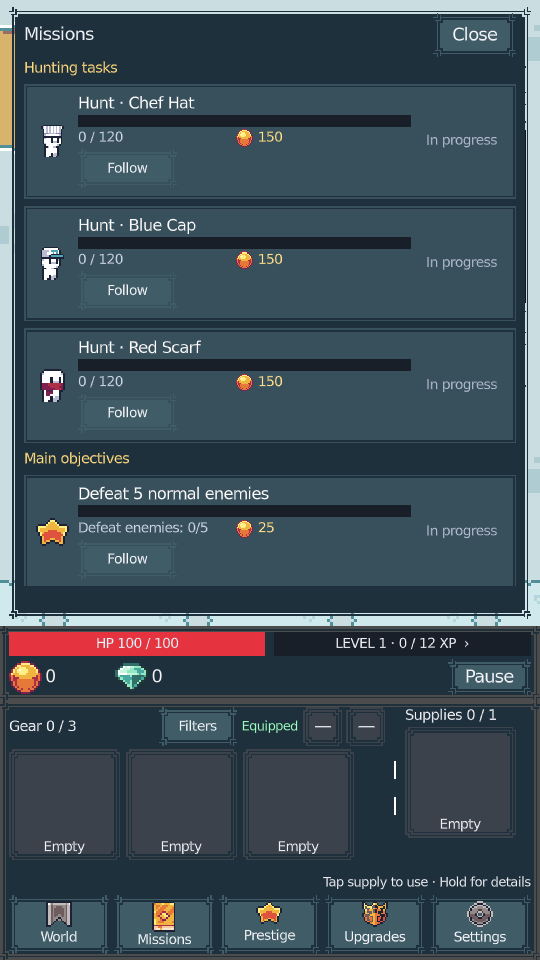 Missions
Close
Hunting tasks
Hunt · Chef Hat
0 / 120
150
In progress
Follow
Hunt · Blue Cap
0 / 120
150
In progress
Follow
Hunt · Red Scarf
0 / 120
150
In progress
Follow
Main objectives
Defeat 5 normal enemies
Defeat enemies: 0/5
25
In progress
Follow
HP 100 / 100
LEVEL 1 · 0 / 12 XP ›
0
0
Pause
Gear 0 / 3
Filters
Equipped
—
—
Supplies 0 / 1
Empty
Empty
Empty
Empty
Tap supply to use · Hold for details
World
Missions
Prestige
Upgrades
Settings